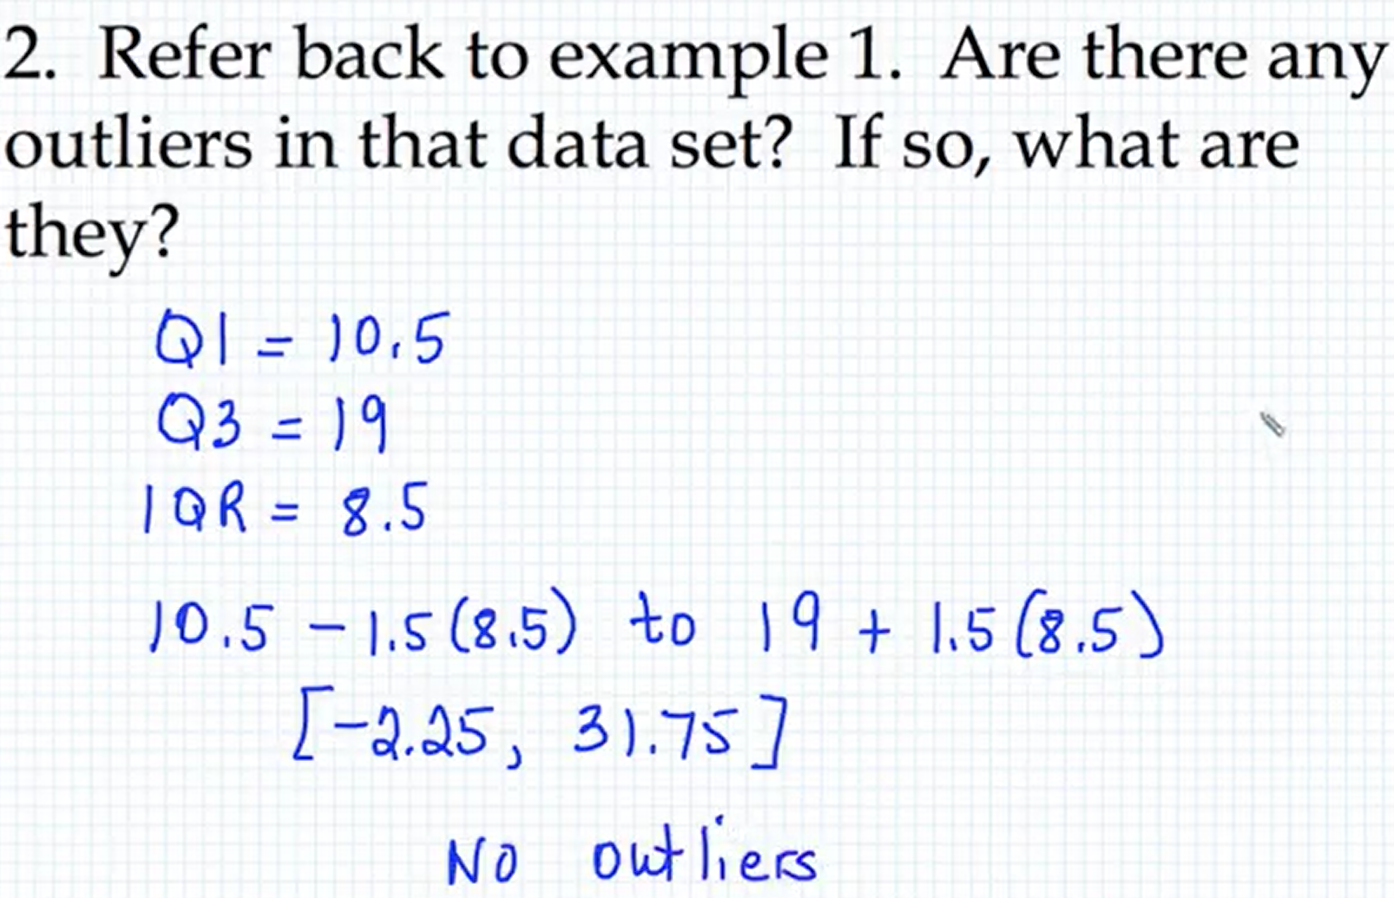 2. Refer back to example 1. Are there any
outliers in that data set? If so, what are
they?
Q1 = 10.5
Q3 = 19
IQR = 8.5
10.5 - 1.5(8.5) to 19 + 1.5(8.5)
[-2.25, 31.75]
No outliers